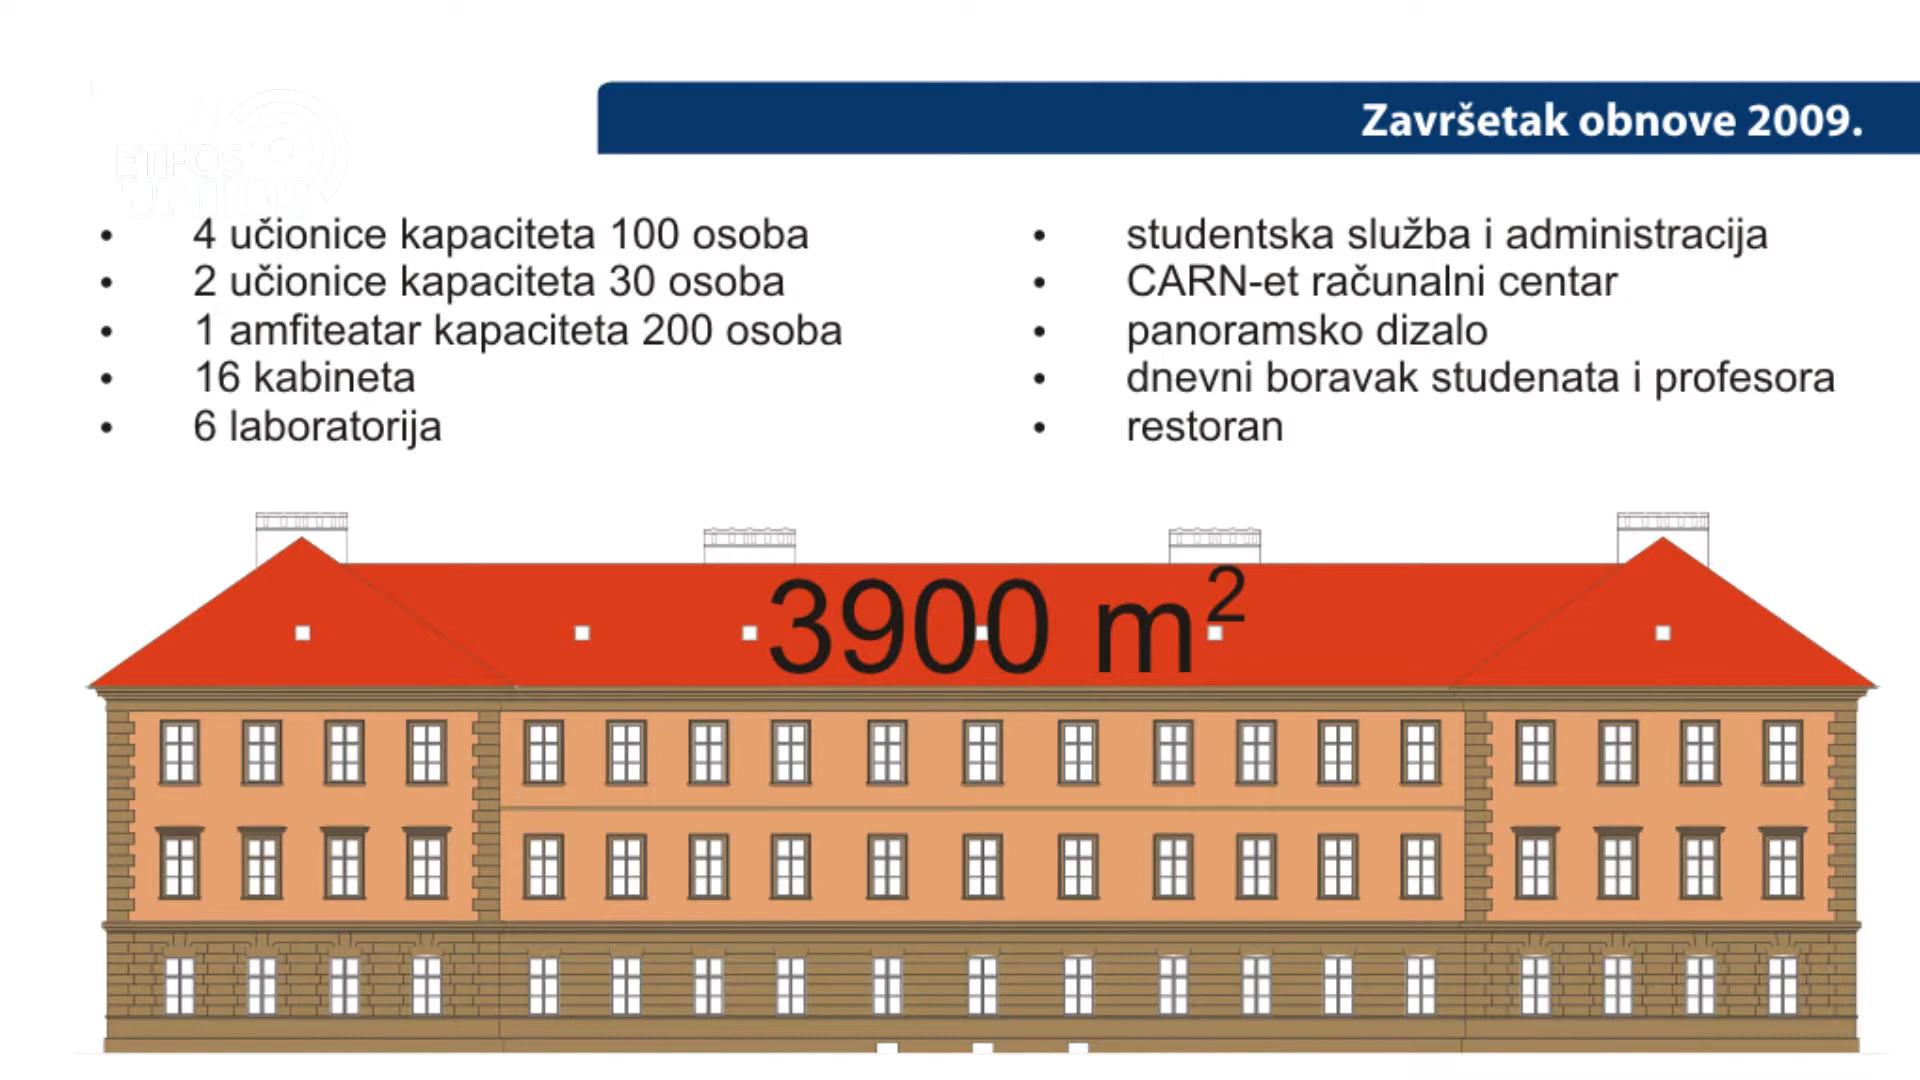 Završetak obnove 2009.
ETFOS
UNIOS
• 4 učionice kapaciteta 100 osoba
• 2 učionice kapaciteta 30 osoba
• 1 amfiteatar kapaciteta 200 osoba
• 16 kabineta
• 6 laboratorija
• studentska služba i administracija
• CARN-et računalni centar
• panoramsko dizalo
• dnevni boravak studenata i profesora
• restoran
3900 m²